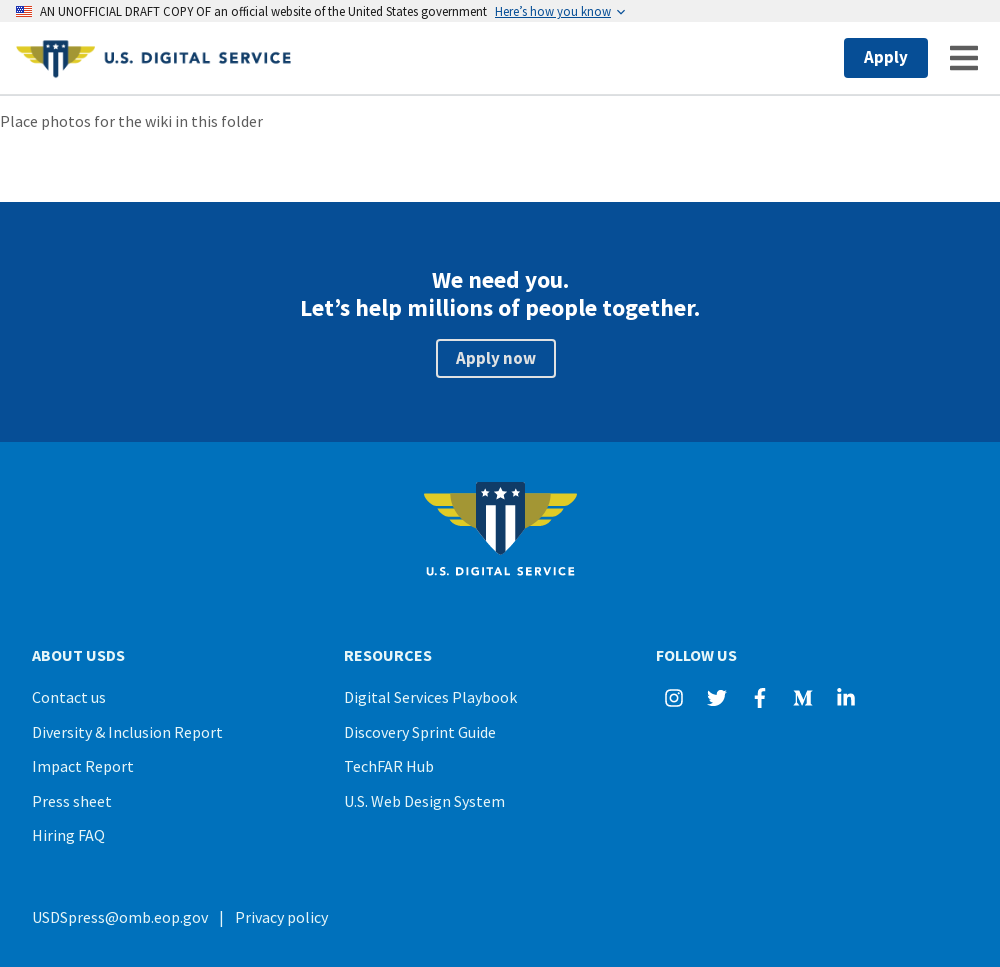 AN UNOFFICIAL DRAFT COPY OF an official website of the United States government Here’s how you know
U.S. DIGITAL SERVICE
Apply
Place photos for the wiki in this folder
We need you.
Let’s help millions of people together.
Apply now
U.S. DIGITAL SERVICE
ABOUT USDS
Contact us
Diversity & Inclusion Report
Impact Report
Press sheet
Hiring FAQ
RESOURCES
Digital Services Playbook
Discovery Sprint Guide
TechFAR Hub
U.S. Web Design System
FOLLOW US
USDSpress@omb.eop.gov | Privacy policy